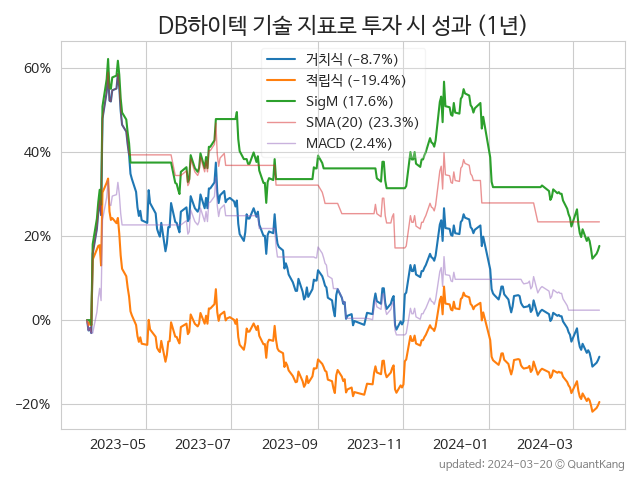 DB하이텍 기술 지표로 투자 시 성과 (1년)
거치식 (−8.7%)
적립식 (−19.4%)
SigM (17.6%)
SMA(20) (23.3%)
MACD (2.4%)
60%
40%
20%
0%
−20%
2023-05
2023-07
2023-09
2023-11
2024-01
2024-03
updated: 2024-03-20 ⓒ QuantKang